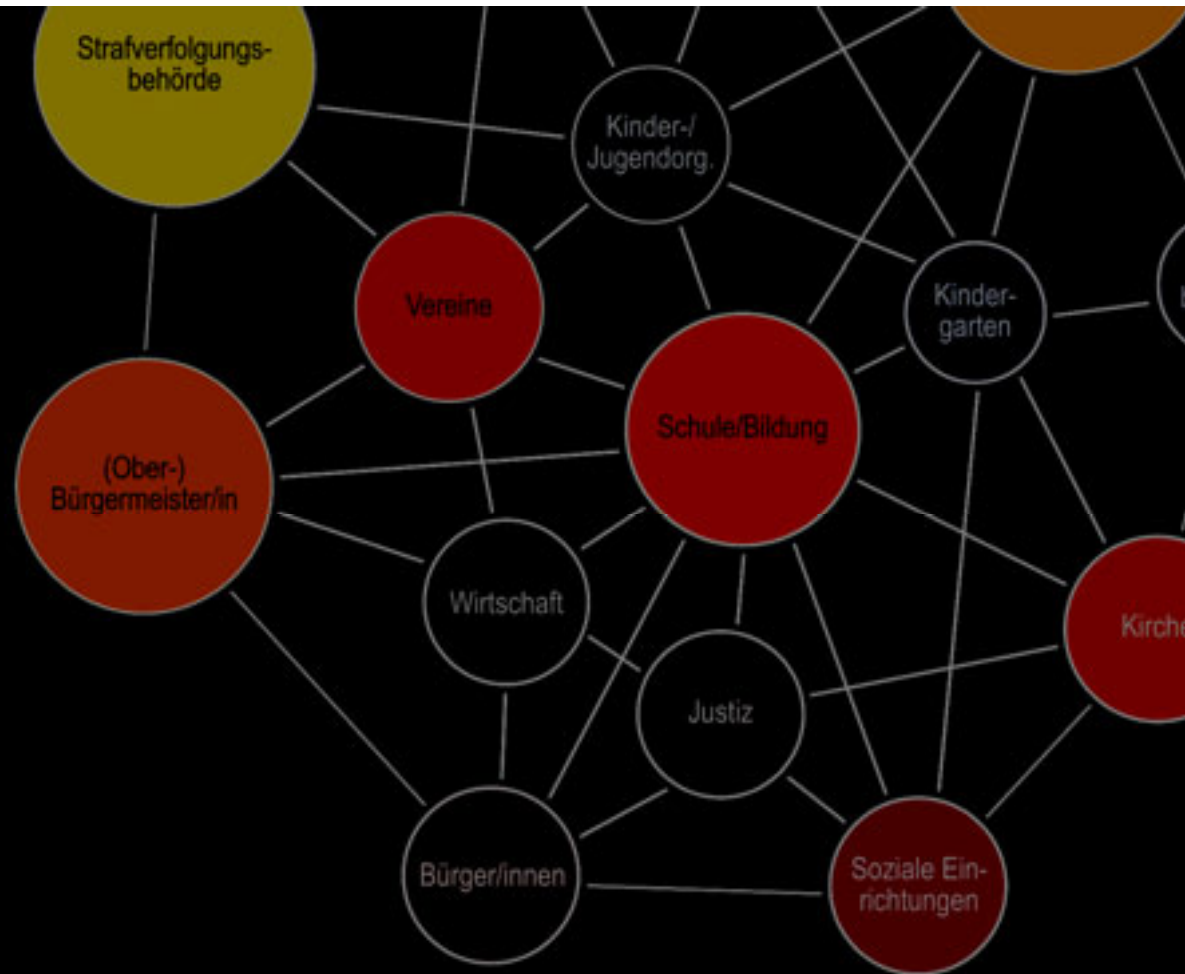 Strafverfolgungs-
behörde
Kinder-/
Jugendorg.
Vereine
Kinder-
garten
Schule/Bildung
(Ober-)
Bürgermeister/in
Wirtschaft
Kirche
Justiz
Bürger/innen
Soziale Ein-
richtungen